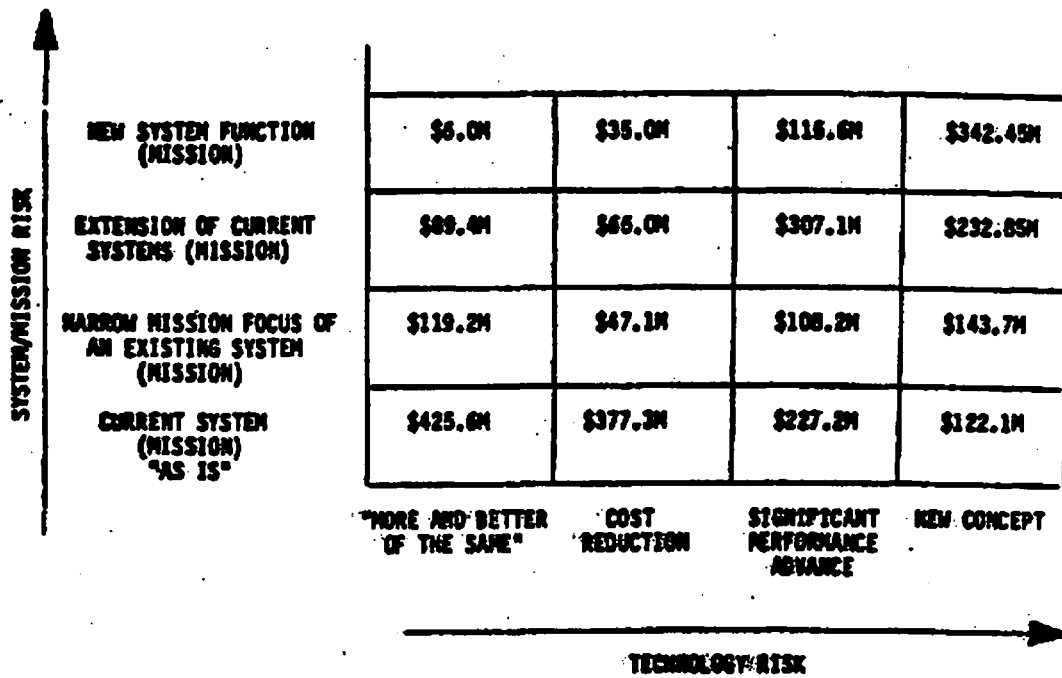 SYSTEM/MISSION RISK
NEW SYSTEM FUNCTION
(MISSION)
$6.0M
$35.0M
$116.6M
$342.45M
EXTENSION OF CURRENT
SYSTEMS (MISSION)
$89.4M
$66.0M
$307.1M
$232.85M
NARROW MISSION FOCUS OF
AN EXISTING SYSTEM
(MISSION)
$119.2M
$47.1M
$108.2M
$143.7M
CURRENT SYSTEM
(MISSION)
"AS IS"
$425.6M
$377.3M
$227.2M
$122.1M
"MORE AND BETTER
OF THE SAME"
COST
REDUCTION
SIGNIFICANT
PERFORMANCE
ADVANCE
NEW CONCEPT
TECHNOLOGY RISK